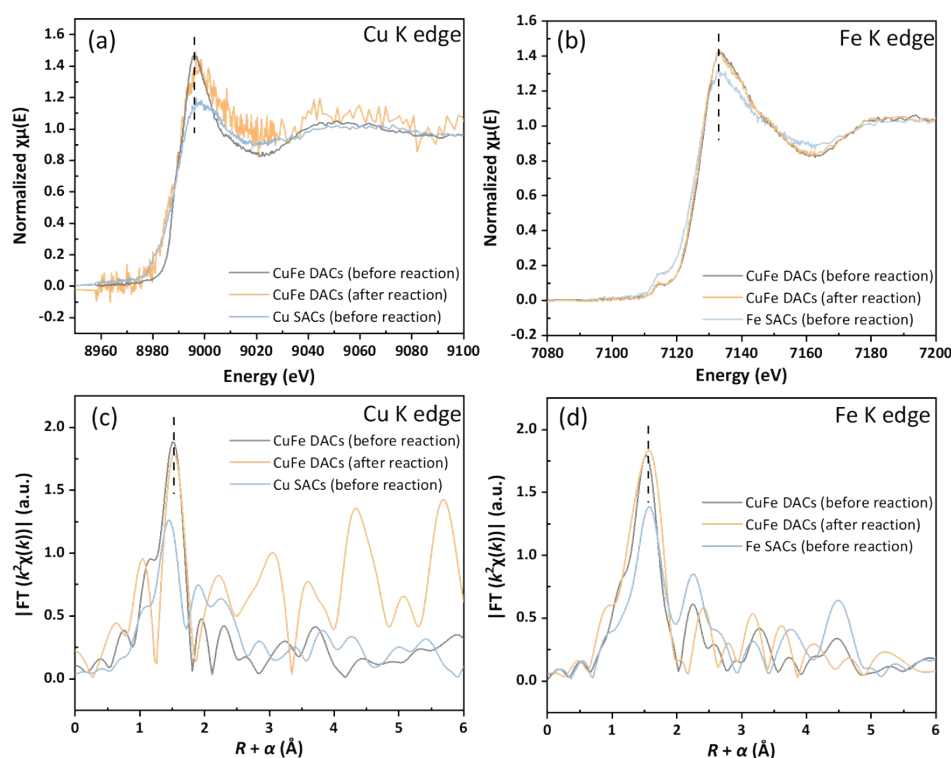 (a)
Cu K edge
Normalized χμ(E)
1.6
1.4
1.2
1.0
0.8
0.6
0.4
0.2
0.0
-0.2
CuFe DACs (before reaction)
CuFe DACs (after reaction)
Cu SACs (before reaction)
8960 8980 9000 9020 9040 9060 9080 9100
Energy (eV)
(b)
Fe K edge
Normalized χμ(E)
1.6
1.4
1.2
1.0
0.8
0.6
0.4
0.2
0.0
-0.2
CuFe DACs (before reaction)
CuFe DACs (after reaction)
Fe SACs (before reaction)
7080 7100 7120 7140 7160 7180 7200
Energy (eV)
(c)
Cu K edge
|FT (k²χ(k))| (a.u.)
2.0
1.5
1.0
0.5
0.0
CuFe DACs (before reaction)
CuFe DACs (after reaction)
Cu SACs (before reaction)
0 1 2 3 4 5 6
R + α (Å)
(d)
Fe K edge
|FT (k²χ(k))| (a.u.)
2.0
1.5
1.0
0.5
0.0
CuFe DACs (before reaction)
CuFe DACs (after reaction)
Fe SACs (before reaction)
0 1 2 3 4 5 6
R + α (Å)